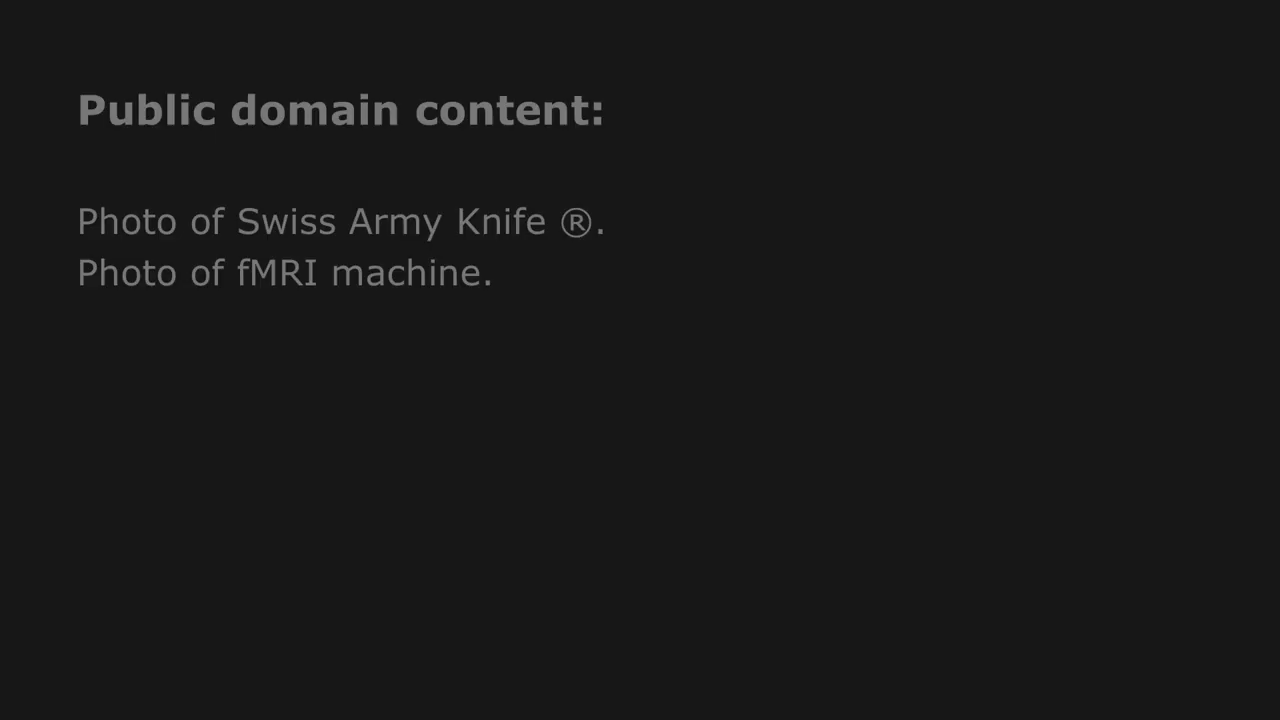 Public domain content:
Photo of Swiss Army Knife ®.
Photo of fMRI machine.